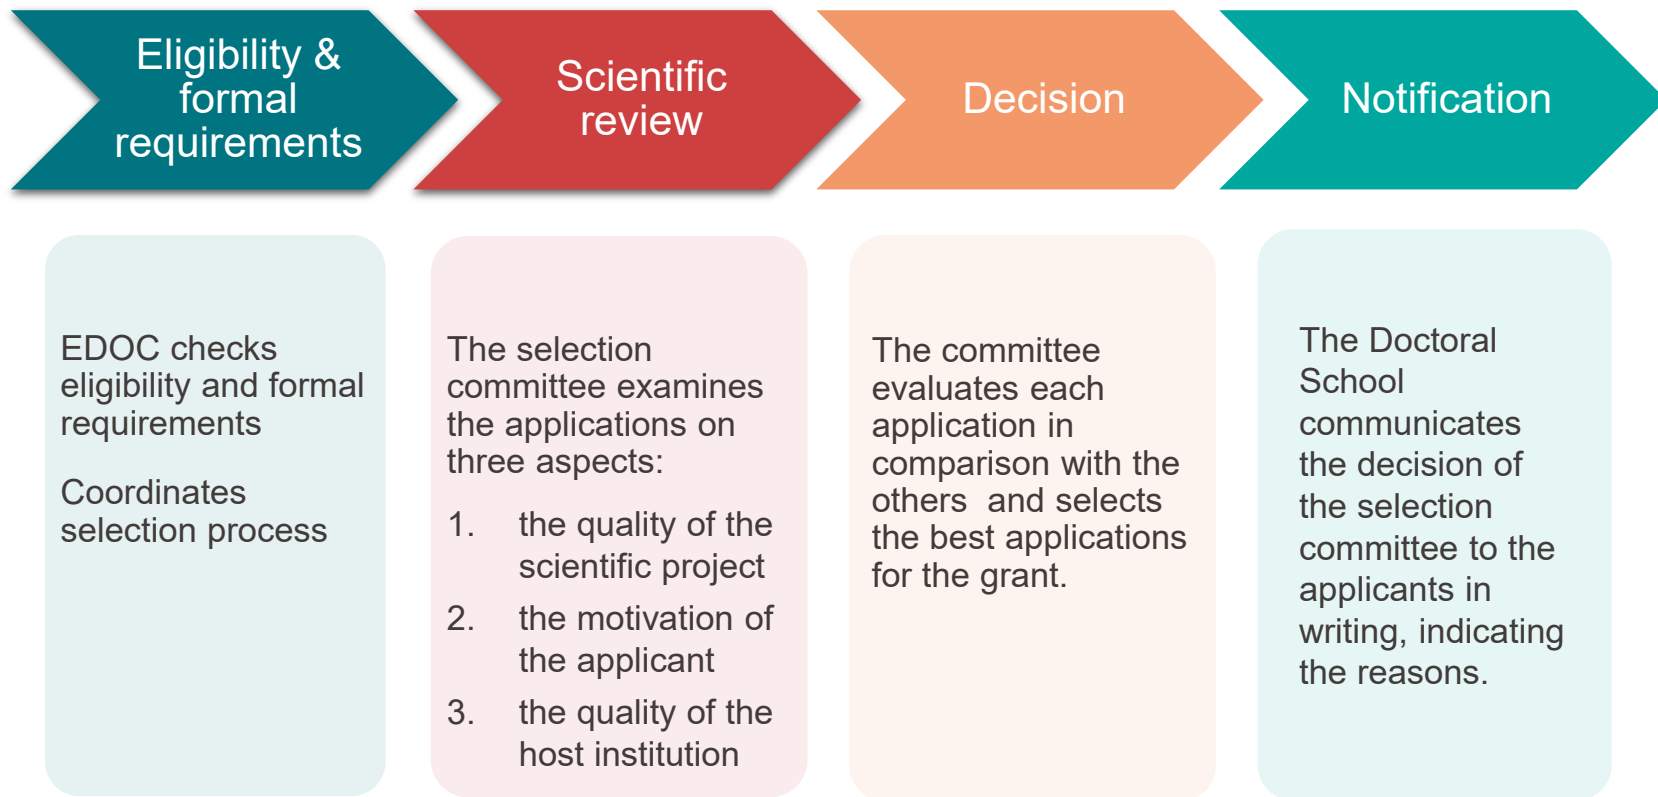 Eligibility &
formal
requirements
Scientific
review
Decision
Notification
EDOC checks
eligibility and formal
requirements
Coordinates
selection process
The selection
committee examines
the applications on
three aspects:
1. the quality of the
scientific project
2. the motivation of
the applicant
3. the quality of the
host institution
The committee
evaluates each
application in
comparison with the
others  and selects
the best applications
for the grant.
The Doctoral
School
communicates
the decision of
the selection
committee to the
applicants in
writing, indicating
the reasons.